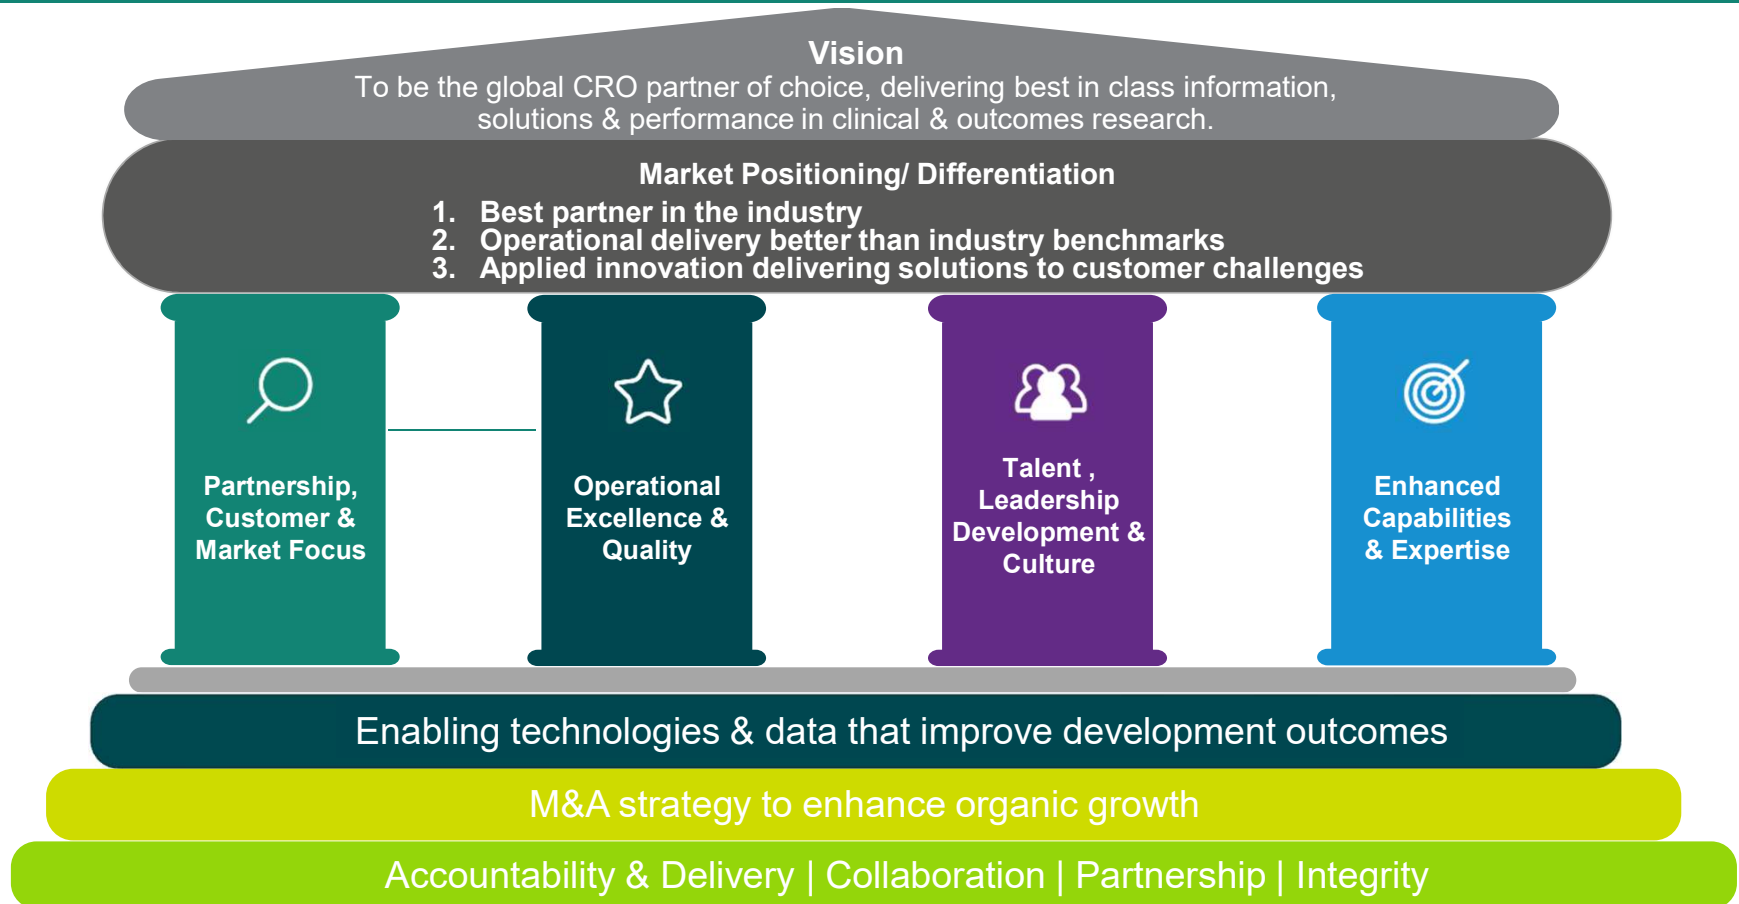 Vision
To be the global CRO partner of choice, delivering best in class information,
solutions & performance in clinical & outcomes research.
Market Positioning/ Differentiation
1. Best partner in the industry
2. Operational delivery better than industry benchmarks
3. Applied innovation delivering solutions to customer challenges
Partnership,
Customer &
Market Focus
Operational
Excellence &
Quality
Talent ,
Leadership
Development &
Culture
Enhanced
Capabilities
& Expertise
Enabling technologies & data that improve development outcomes
M&A strategy to enhance organic growth
Accountability & Delivery | Collaboration | Partnership | Integrity